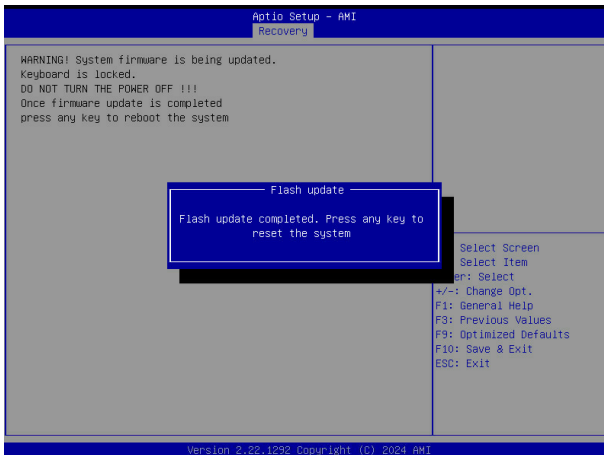 Aptio Setup – AMI
Recovery
WARNING! System firmware is being updated.
Keyboard is locked.
DO NOT TURN THE POWER OFF !!!
Once firmware update is completed
press any key to reboot the system
Flash update
Flash update completed. Press any key to
reset the system
Select Screen
Select Item
er: Select
+/-: Change Opt.
F1: General Help
F3: Previous Values
F9: Optimized Defaults
F10: Save & Exit
ESC: Exit
Version 2.22.1292 Copyright (C) 2024 AMI